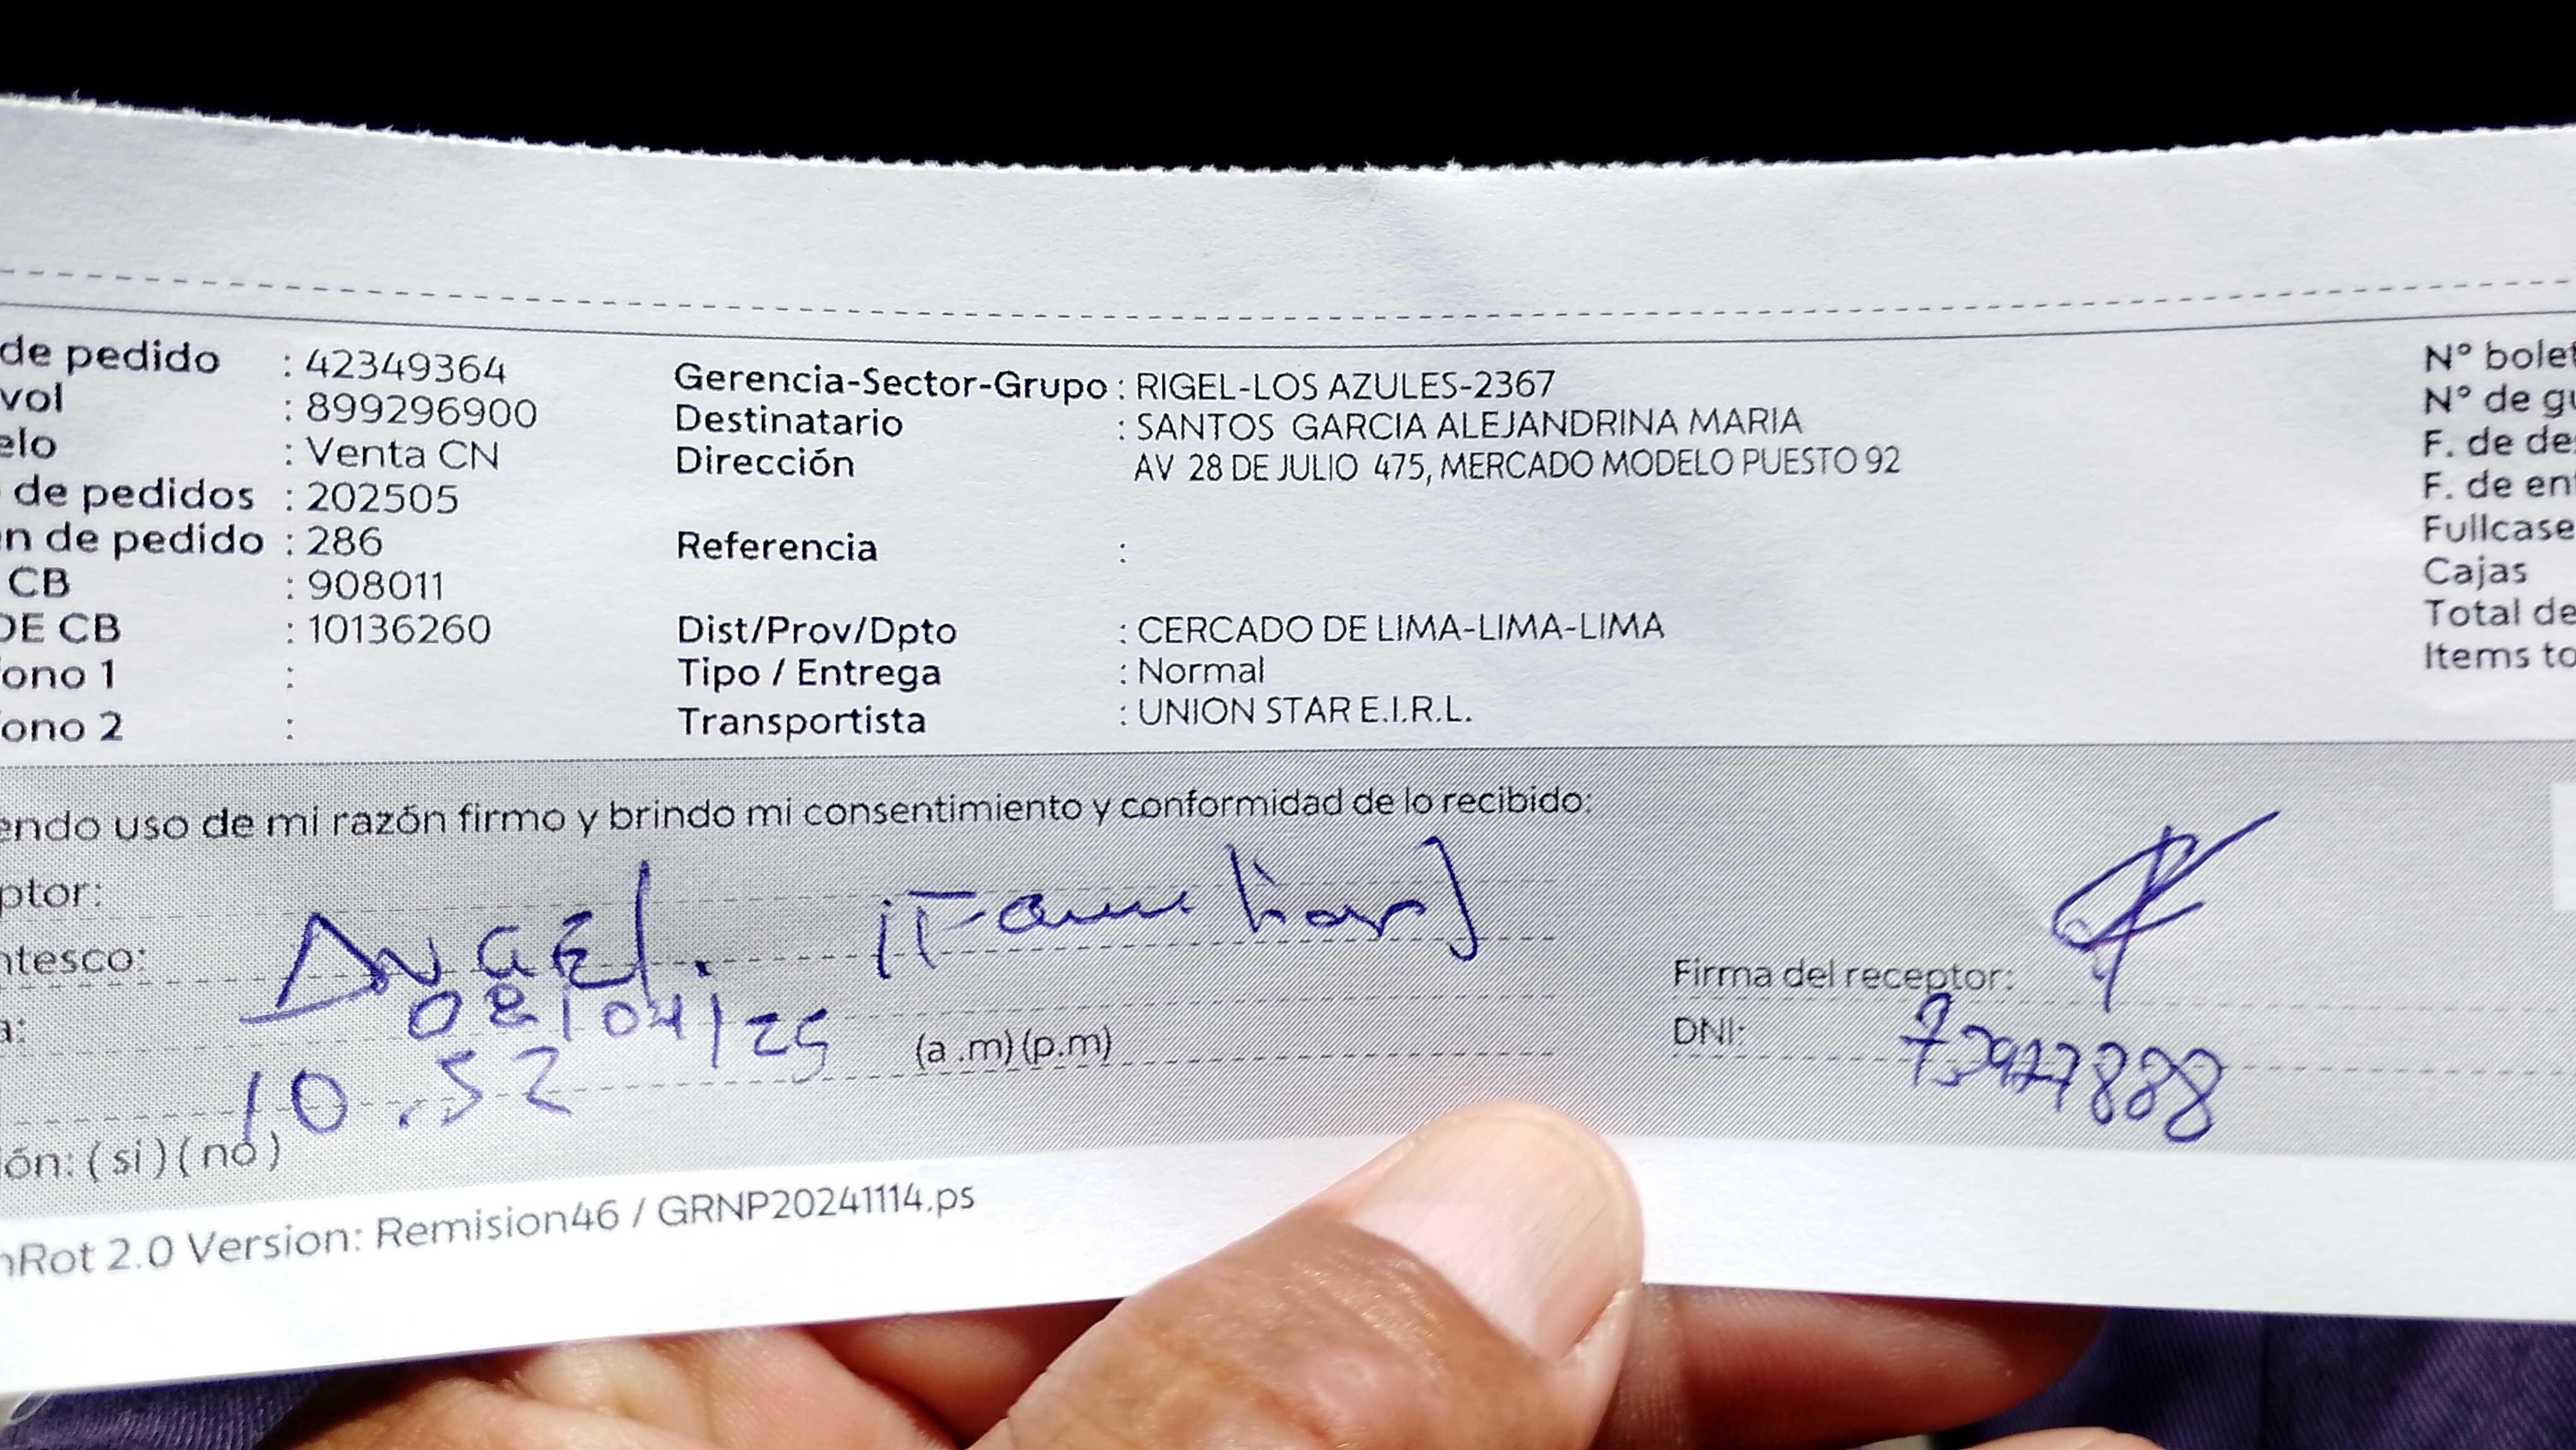 de pedido : 42349364
vol : 899296900
elo : Venta CN
de pedidos : 202505
n de pedido : 286
CB : 908011
DE CB : 10136260
ono 1 :
ono 2 :
Gerencia-Sector-Grupo : RIGEL-LOS AZULES-2367
Destinatario : SANTOS GARCIA ALEJANDRINA MARIA
Dirección AV 28 DE JULIO 475, MERCADO MODELO PUESTO 92
Referencia :
Dist/Prov/Dpto : CERCADO DE LIMA-LIMA-LIMA
Tipo / Entrega : Normal
Transportista : UNION STAR E.I.R.L.
N° bolet
N° de gu
F. de de
F. de en
Fullcase
Cajas
Total de
Items to
endo uso de mi razón firmo y brindo mi consentimiento y conformidad de lo recibido:
ptor:
ntesco: ANGEL. (Familiar)
a: 08/04/25
10.52 (a .m) (p.m)
Firma del receptor:
DNI:
ón: ( si ) ( no )
nRot 2.0 Version: Remision46 / GRNP20241114.ps